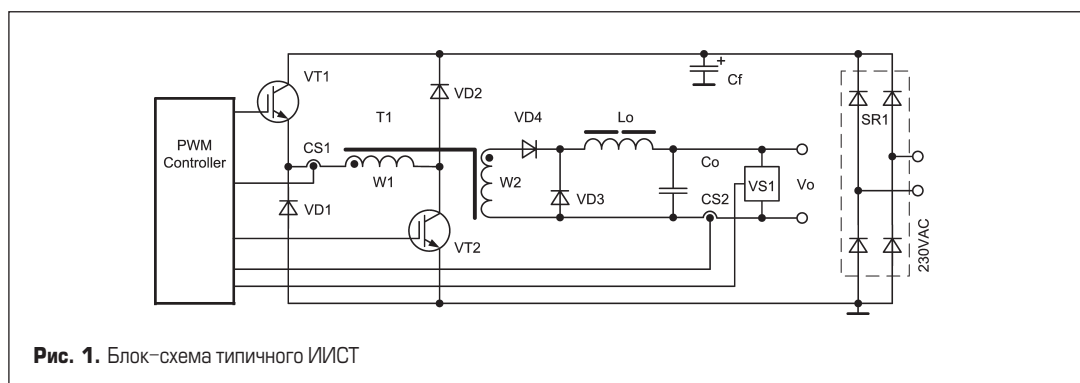 VT1
VD2
+
Cf
T1
VD4
Lo
SR1
PWM
Controller
CS1
W1
W2
VD3
Co
CS2
VS1
Vo
VD1
VT2
230VAC
Рис. 1. Блок-схема типичного ИИСТ